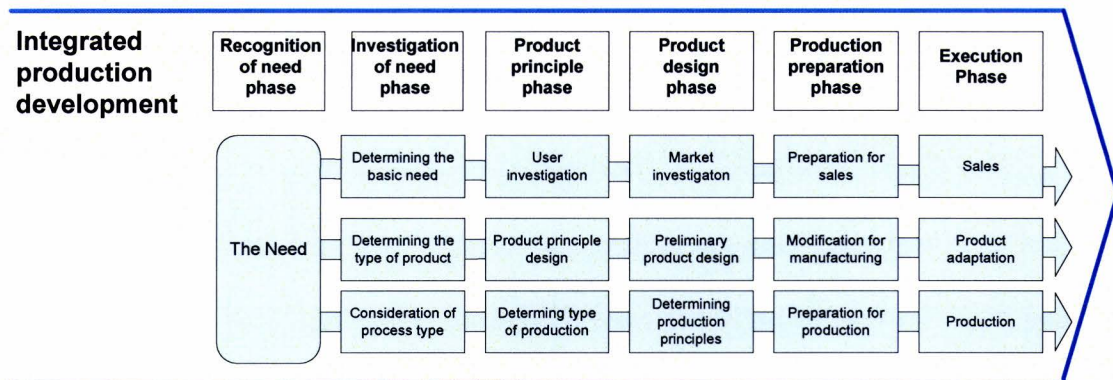 Integrated
production
development
Recognition
of need
phase
Investigation
of need
phase
Product
principle
phase
Product
design
phase
Production
preparation
phase
Execution
Phase
The Need
Determining the
basic need
User
investigation
Market
investigaton
Preparation for
sales
Sales
Determining the
type of product
Product principle
design
Preliminary
product design
Modification for
manufacturing
Product
adaptation
Consideration of
process type
Determing type
of production
Determining
production
principles
Preparation for
production
Production